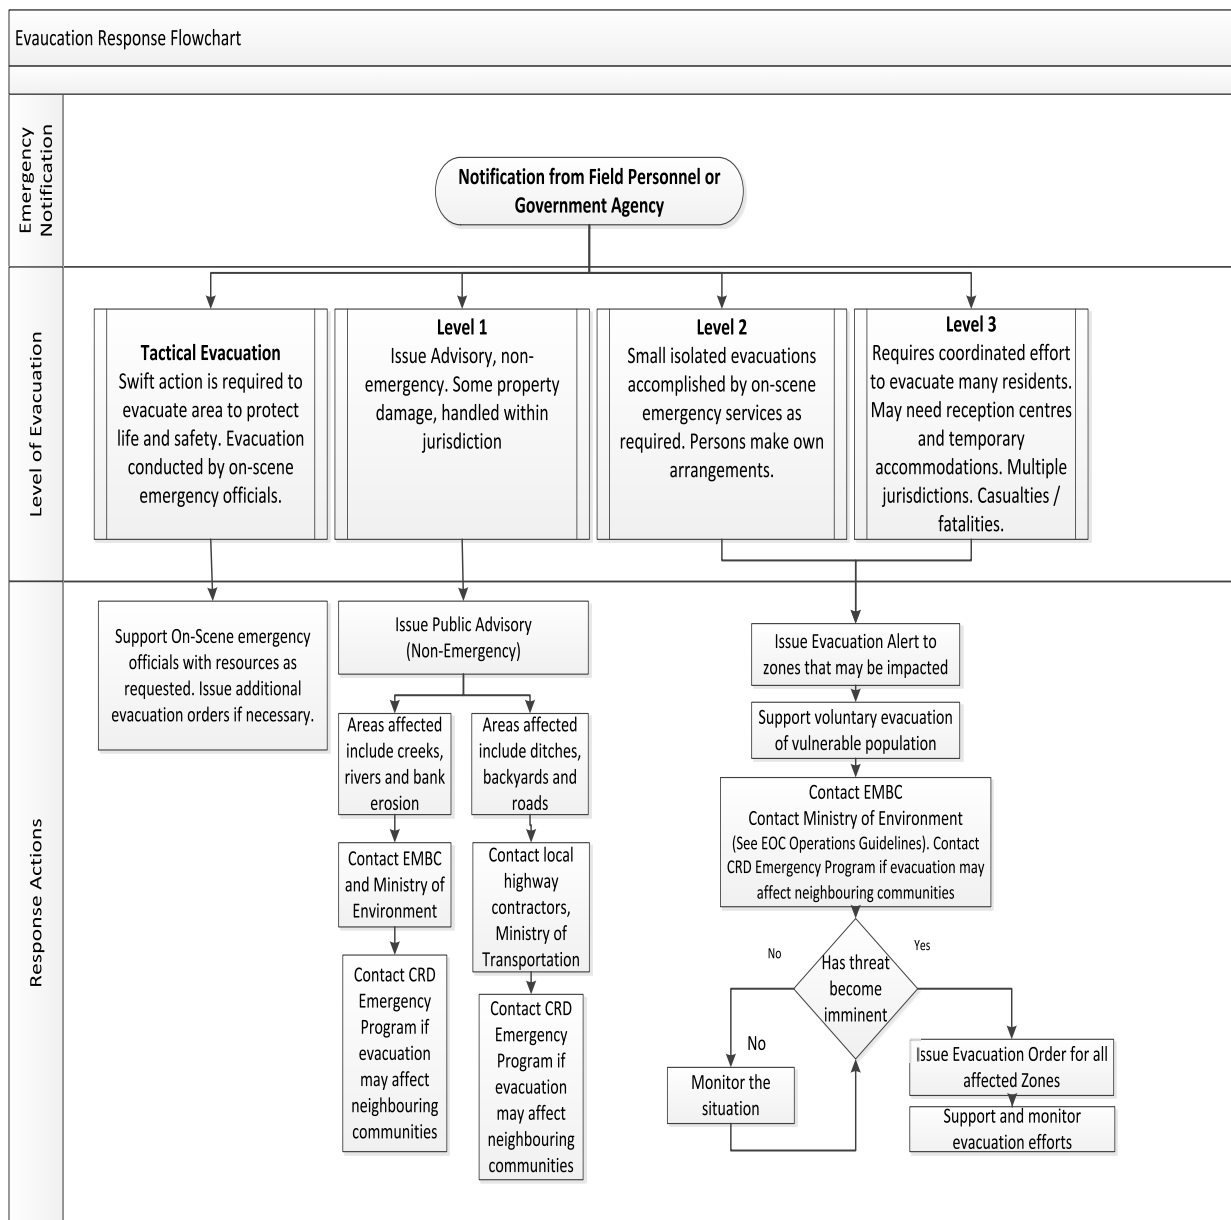 Evaucation Response Flowchart
Emergency
Notification
Notification from Field Personnel or
Government Agency
Level of Evacuation
Tactical Evacuation
Swift action is required to
evacuate area to protect
life and safety. Evacuation
conducted by on-scene
emergency officials.
Level 1
Issue Advisory, non-
emergency. Some property
damage, handled within
jurisdiction
Level 2
Small isolated evacuations
accomplished by on-scene
emergency services as
required. Persons make own
arrangements.
Level 3
Requires coordinated effort
to evacuate many residents.
May need reception centres
and temporary
accommodations. Multiple
jurisdictions. Casualties /
fatalities.
Response Actions
Support On-Scene emergency
officials with resources as
requested. Issue additional
evacuation orders if necessary.
Issue Public Advisory
(Non-Emergency)
Areas affected
include creeks,
rivers and bank
erosion
Contact EMBC
and Ministry of
Environment
Contact CRD
Emergency
Program if
evacuation
may affect
neighbouring
communities
Areas affected
include ditches,
backyards and
roads
Contact local
highway
contractors,
Ministry of
Transportation
Contact CRD
Emergency
Program if
evacuation
may affect
neighbouring
communities
Issue Evacuation Alert to
zones that may be impacted
Support voluntary evacuation
of vulnerable population
Contact EMBC
Contact Ministry of Environment
(See EOC Operations Guidelines). Contact
CRD Emergency Program if evacuation may
affect neighbouring communities
No
Yes
Has threat
become
imminent
No
Monitor the
situation
Issue Evacuation Order for all
affected Zones
Support and monitor
evacuation efforts